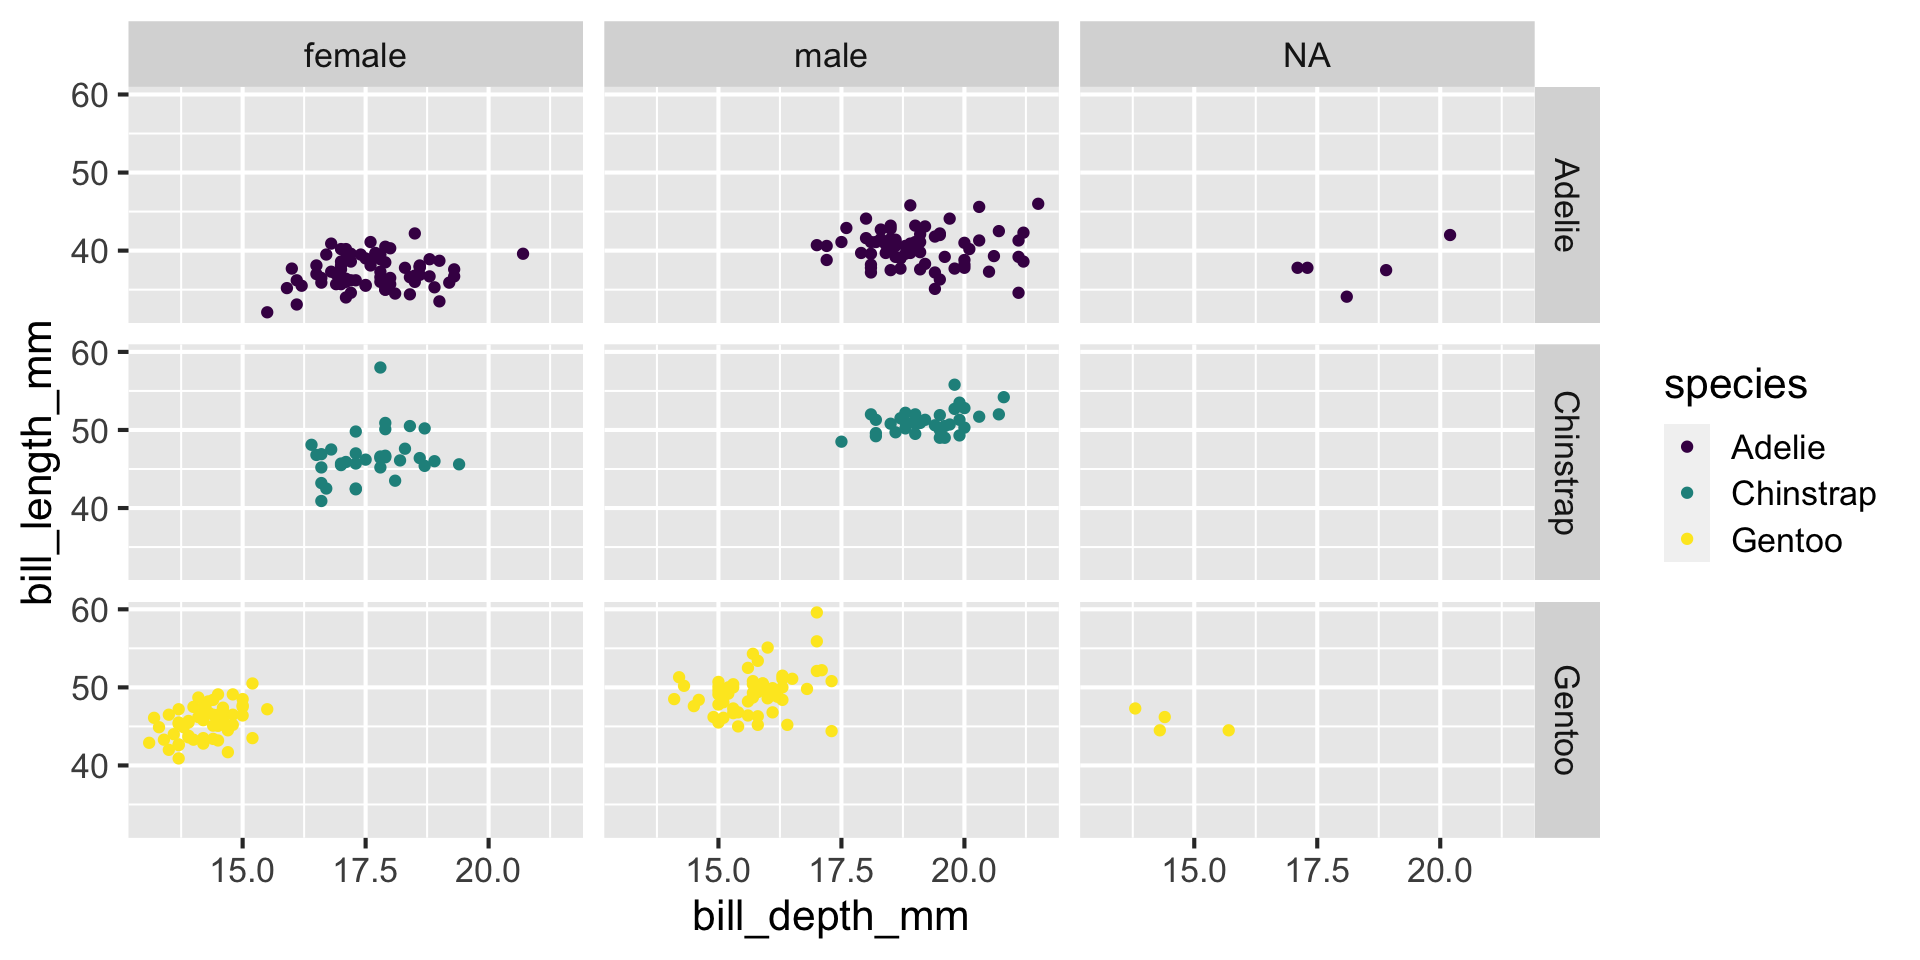 female male NA
60
50
40
Adelie
60
50
40
Chinstrap
60
50
40
Gentoo
15.0 17.5 20.0 15.0 17.5 20.0 15.0 17.5 20.0
bill_depth_mm
bill_length_mm
species
Adelie
Chinstrap
Gentoo